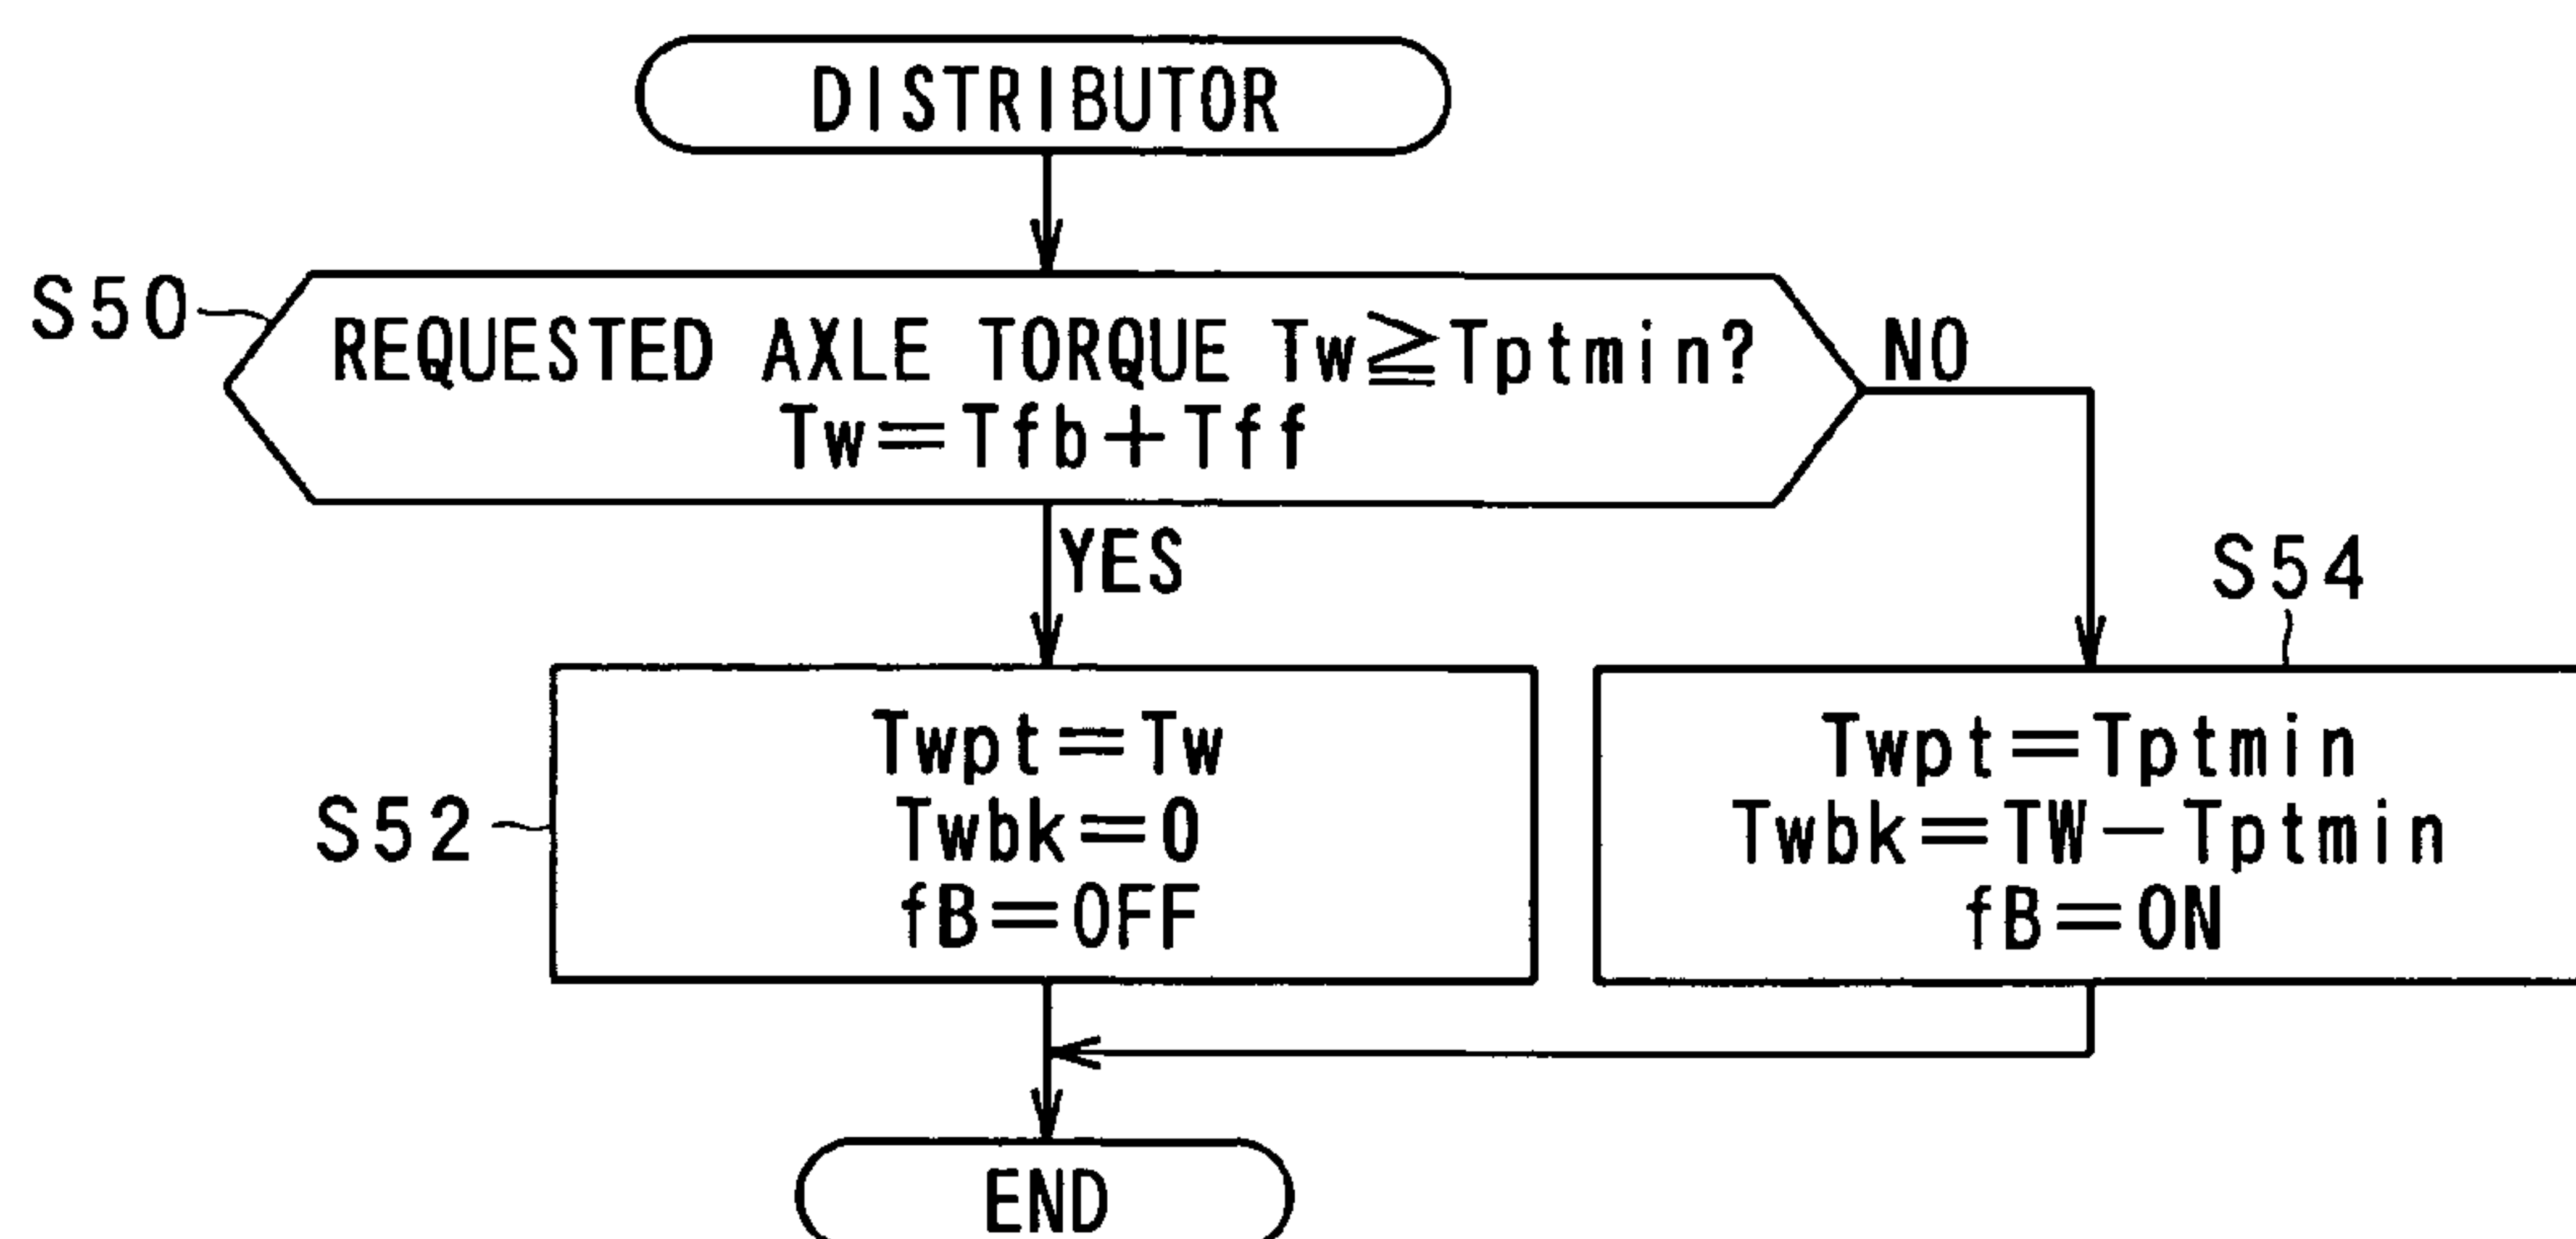 DISTRIBUTOR
S50
REQUESTED AXLE TORQUE Tw≧Tptmin?
Tw=Tfb+Tff
NO
YES
S54
S52
Twpt=Tw
Twbk=0
fB=OFF
Twpt=Tptmin
Twbk=TW−Tptmin
fB=ON
END